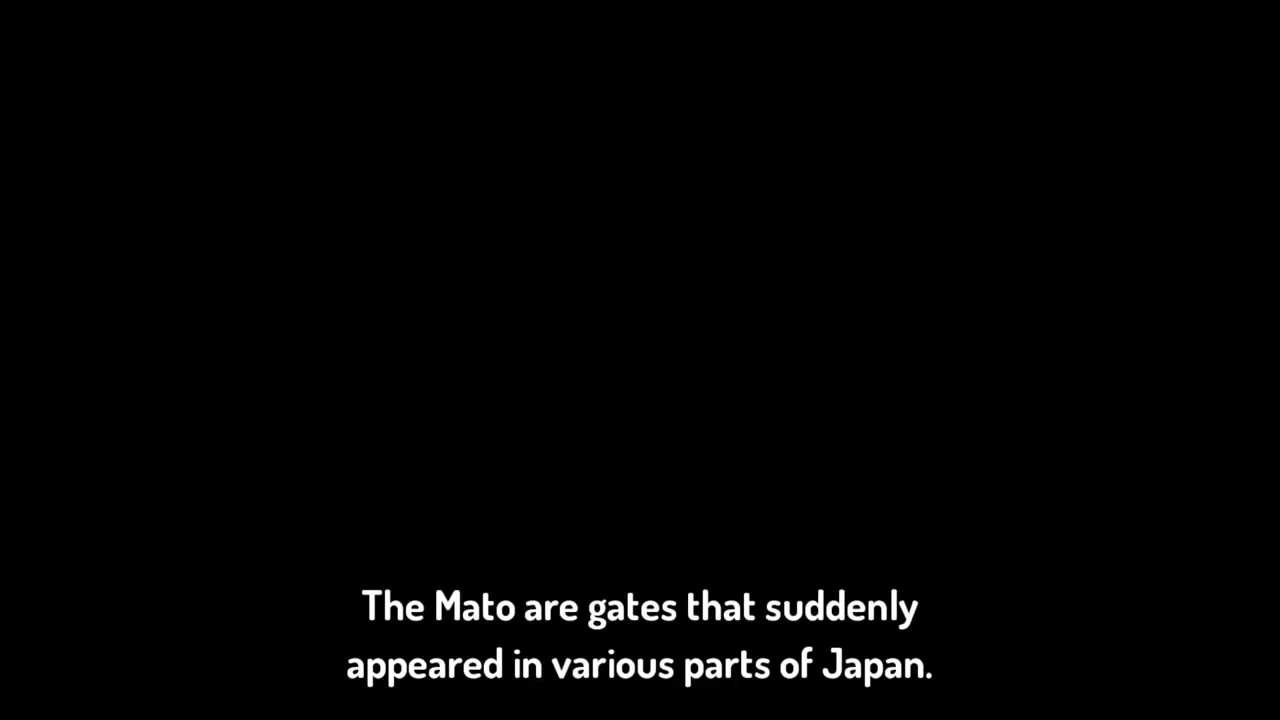 The Mato are gates that suddenly
appeared in various parts of Japan.